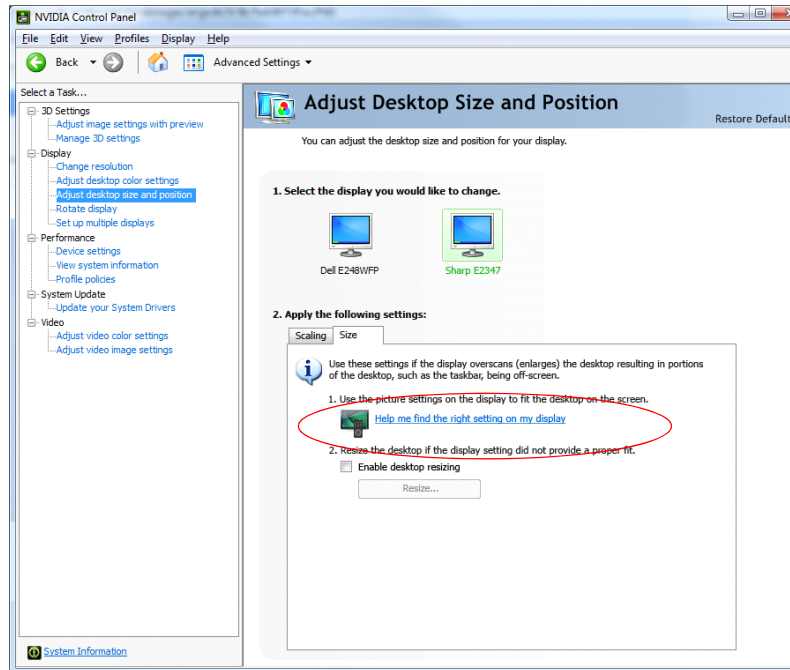 NVIDIA Control Panel
File Edit View Profiles Display Help
Back Advanced Settings
Select a Task...
3D Settings
Adjust image settings with preview
Manage 3D settings
Display
Change resolution
Adjust desktop color settings
Adjust desktop size and position
Rotate display
Set up multiple displays
Performance
Device settings
View system information
Profile policies
System Update
Update your System Drivers
Video
Adjust video color settings
Adjust video image settings
System Information
Adjust Desktop Size and Position
Restore Default
You can adjust the desktop size and position for your display.
1. Select the display you would like to change.
Dell E248WFP Sharp E2347
2. Apply the following settings:
Scaling Size
Use these settings if the display overscans (enlarges) the desktop resulting in portions
of the desktop, such as the taskbar, being off-screen.
1. Use the picture settings on the display to fit the desktop on the screen.
Help me find the right setting on my display
2. Resize the desktop if the display setting did not provide a proper fit.
Enable desktop resizing
Resize...